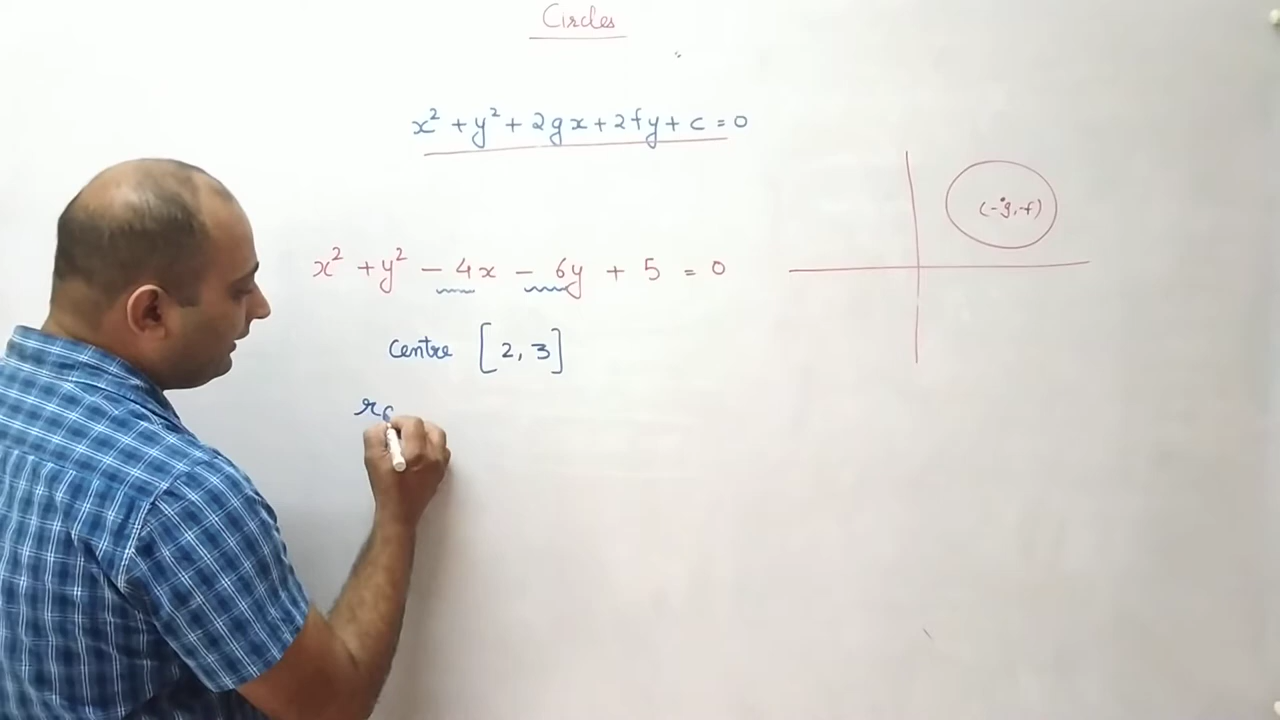 Circles
x² + y² + 2gx + 2fy + c = 0
(-g, -f)
x² + y² - 4x - 6y + 5 = 0
Centre [2, 3]